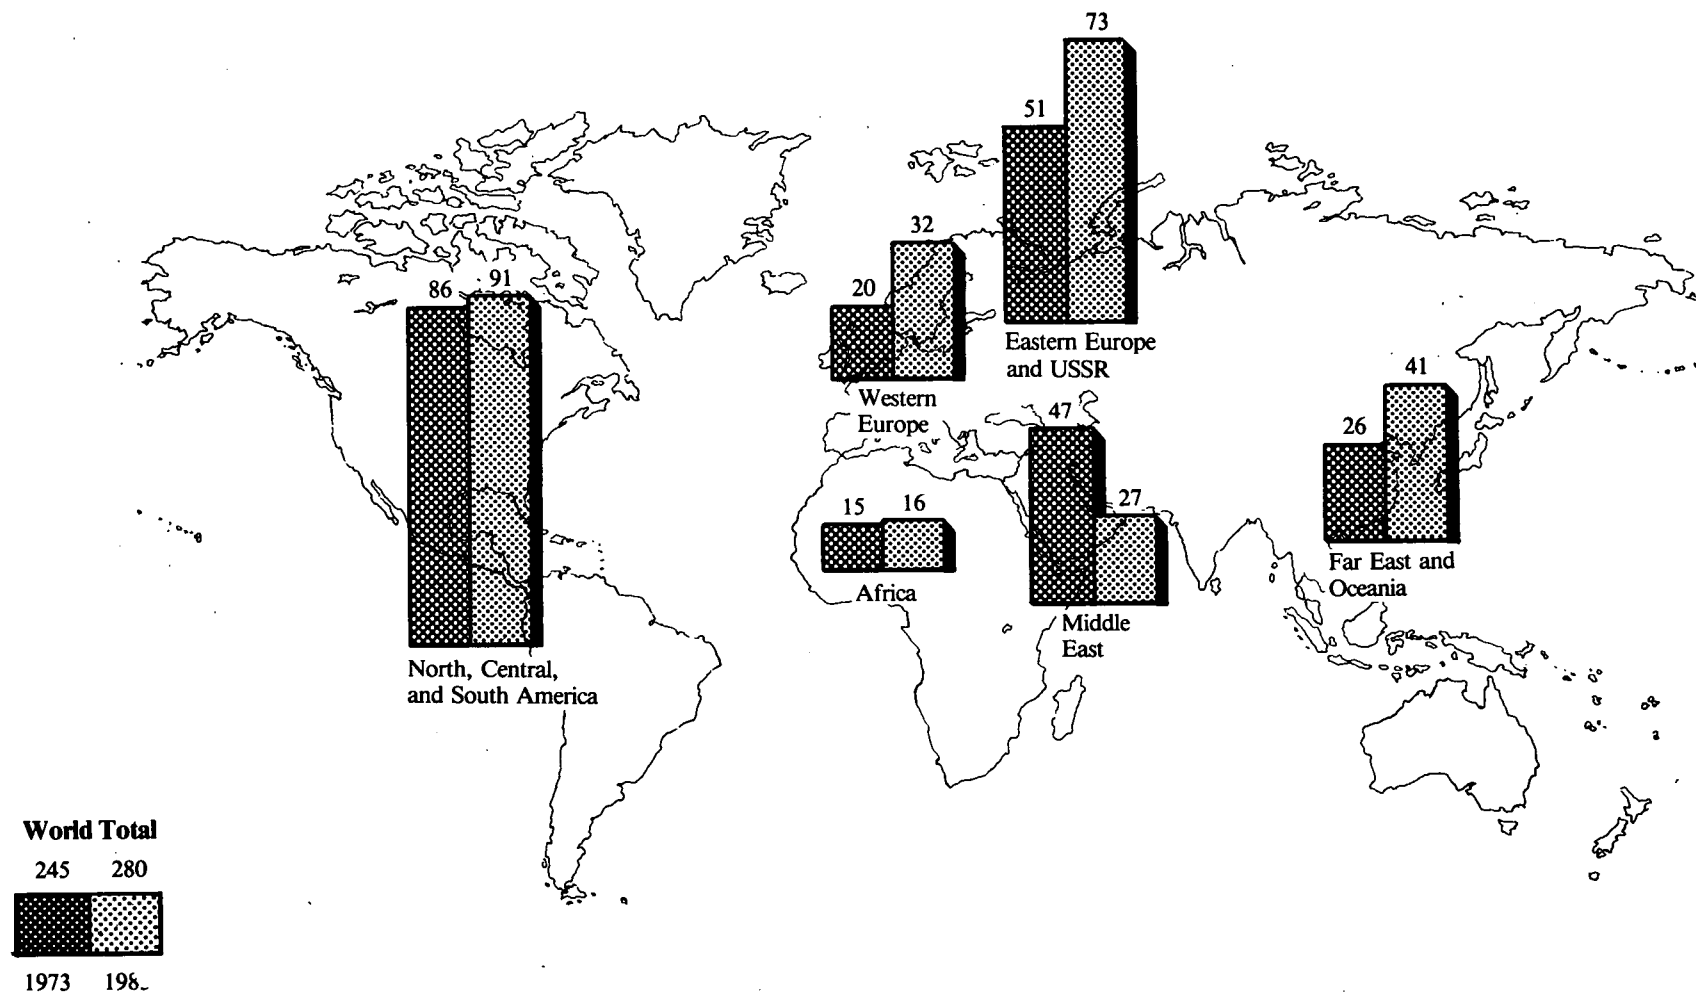 73
51
32
20
Eastern Europe
and USSR
86
91
Western
Europe
47
41
26
27
15
16
Far East and
Oceania
Africa
Middle
East
North, Central,
and South America
World Total
245 280
1973